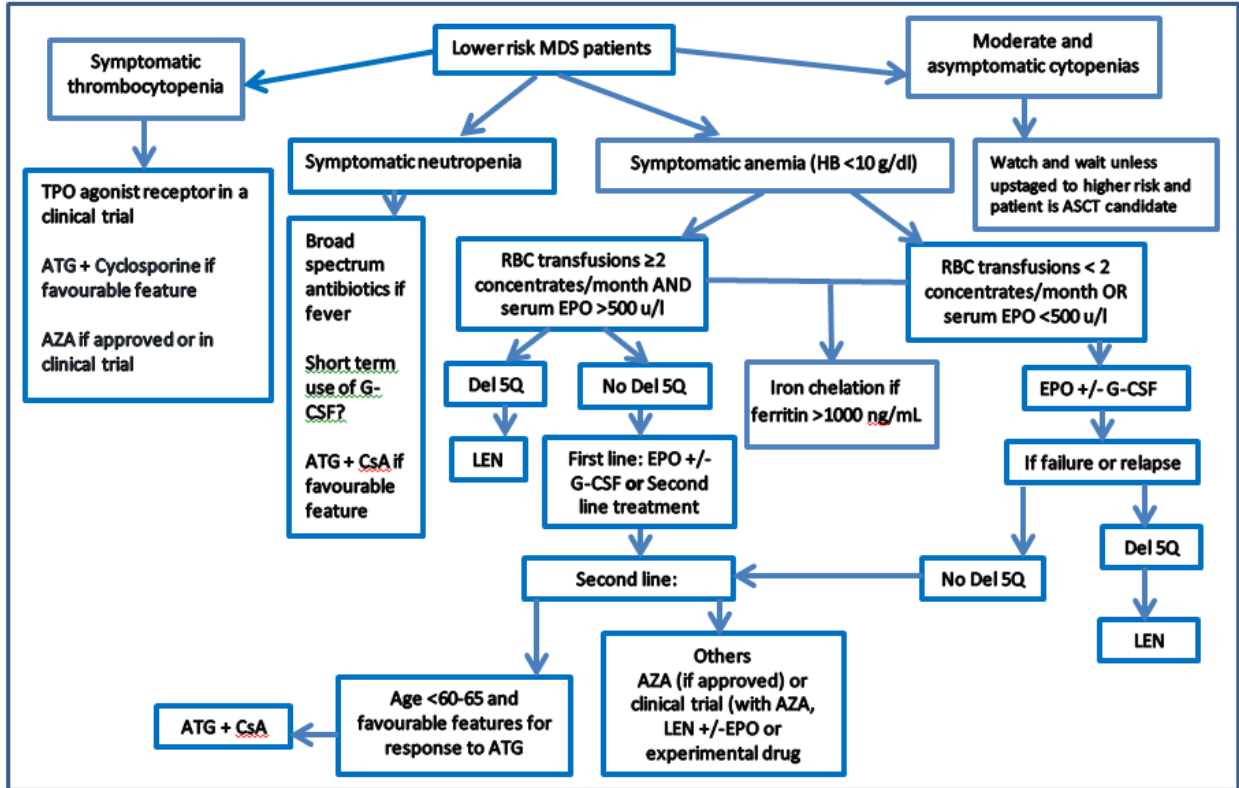 Lower risk MDS patients
Symptomatic
thrombocytopenia
Moderate and
asymptomatic cytopenias
Symptomatic neutropenia
Symptomatic anemia (HB <10 g/dl)
Watch and wait unless
upstaged to higher risk and
patient is ASCT candidate
TPO agonist receptor in a
clinical trial
ATG + Cyclosporine if
favourable feature
AZA if approved or in
clinical trial
Broad
spectrum
antibiotics if
fever
Short term
use of G-
CSF?
ATG + CsA if
favourable
feature
RBC transfusions ≥2
concentrates/month AND
serum EPO >500 u/l
RBC transfusions < 2
concentrates/month OR
serum EPO <500 u/l
Del 5Q
No Del 5Q
Iron chelation if
ferritin >1000 ng/mL
EPO +/- G-CSF
LEN
First line: EPO +/-
G-CSF or Second
line treatment
If failure or relapse
Del 5Q
Second line:
No Del 5Q
LEN
Others
AZA (if approved) or
clinical trial (with AZA,
LEN +/-EPO or
experimental drug
Age <60-65 and
favourable features for
response to ATG
ATG + CsA